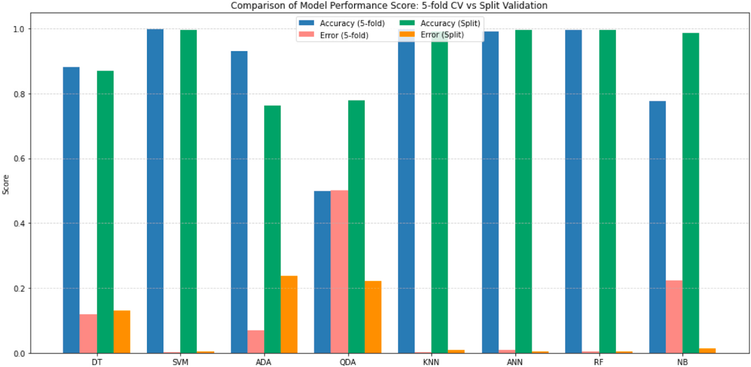 Comparison of Model Performance Score: 5-fold CV vs Split Validation
Accuracy (5-fold) Accuracy (Split)
Error (5-fold) Error (Split)
1.0
0.8
0.6
0.4
0.2
0.0
Score
DT SVM ADA QDA KNN ANN RF NB